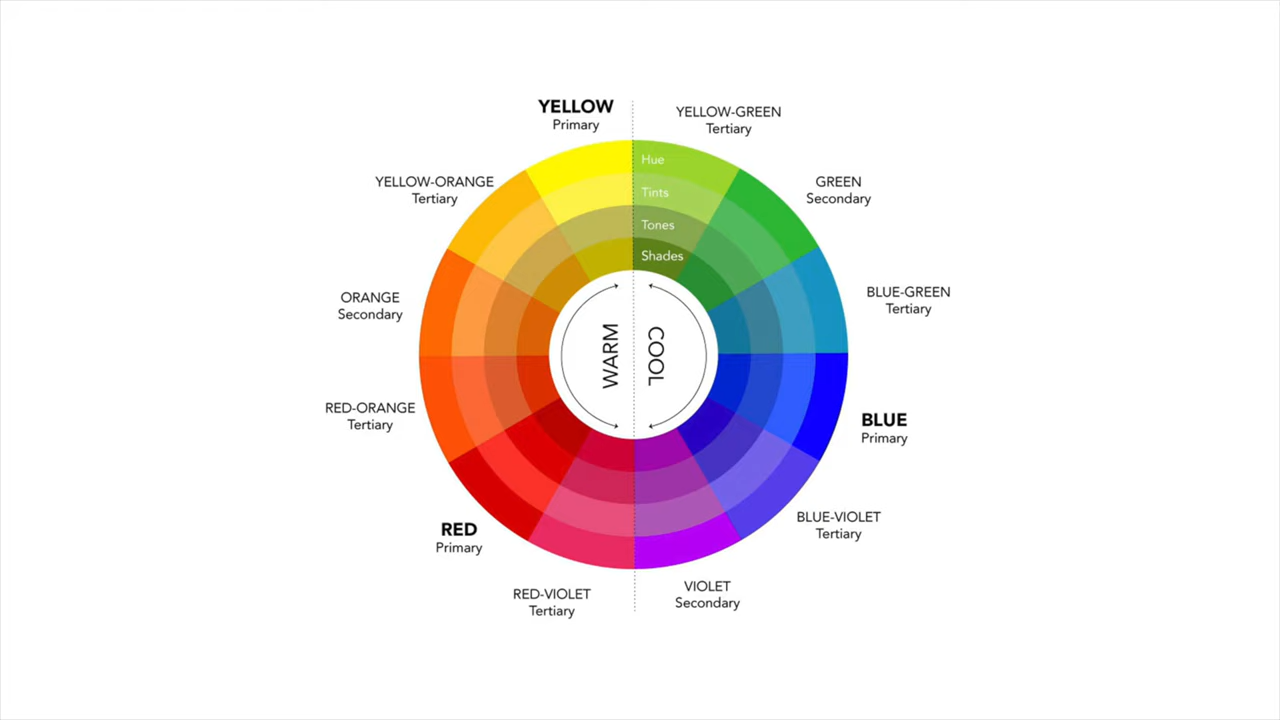 YELLOW
Primary
YELLOW-GREEN
Tertiary
Hue
Tints
Tones
Shades
YELLOW-ORANGE
Tertiary
GREEN
Secondary
ORANGE
Secondary
BLUE-GREEN
Tertiary
WARM
COOL
RED-ORANGE
Tertiary
BLUE
Primary
RED
Primary
BLUE-VIOLET
Tertiary
RED-VIOLET
Tertiary
VIOLET
Secondary